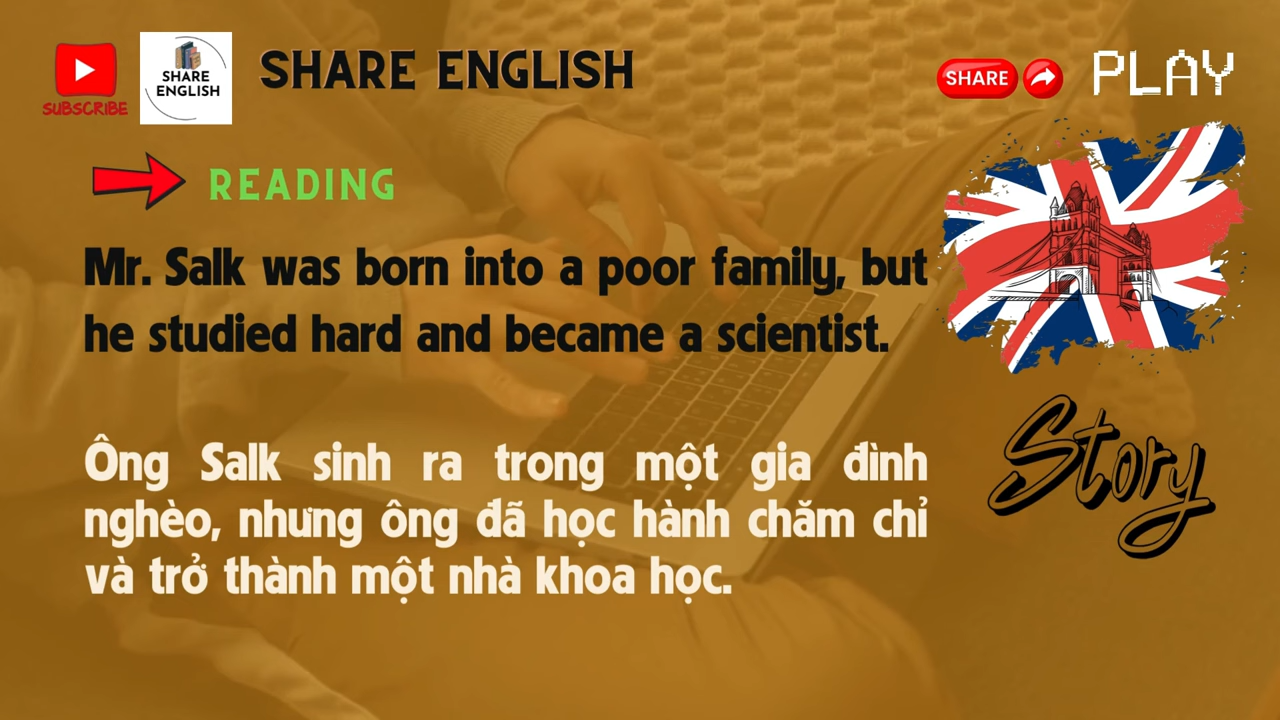 SUBSCRIBE
SHARE
ENGLISH
SHARE ENGLISH
SHARE
PLAY
READING
Mr. Salk was born into a poor family, but
he studied hard and became a scientist.
Ông Salk sinh ra trong một gia đình
nghèo, nhưng ông đã học hành chăm chỉ
và trở thành một nhà khoa học.
Story